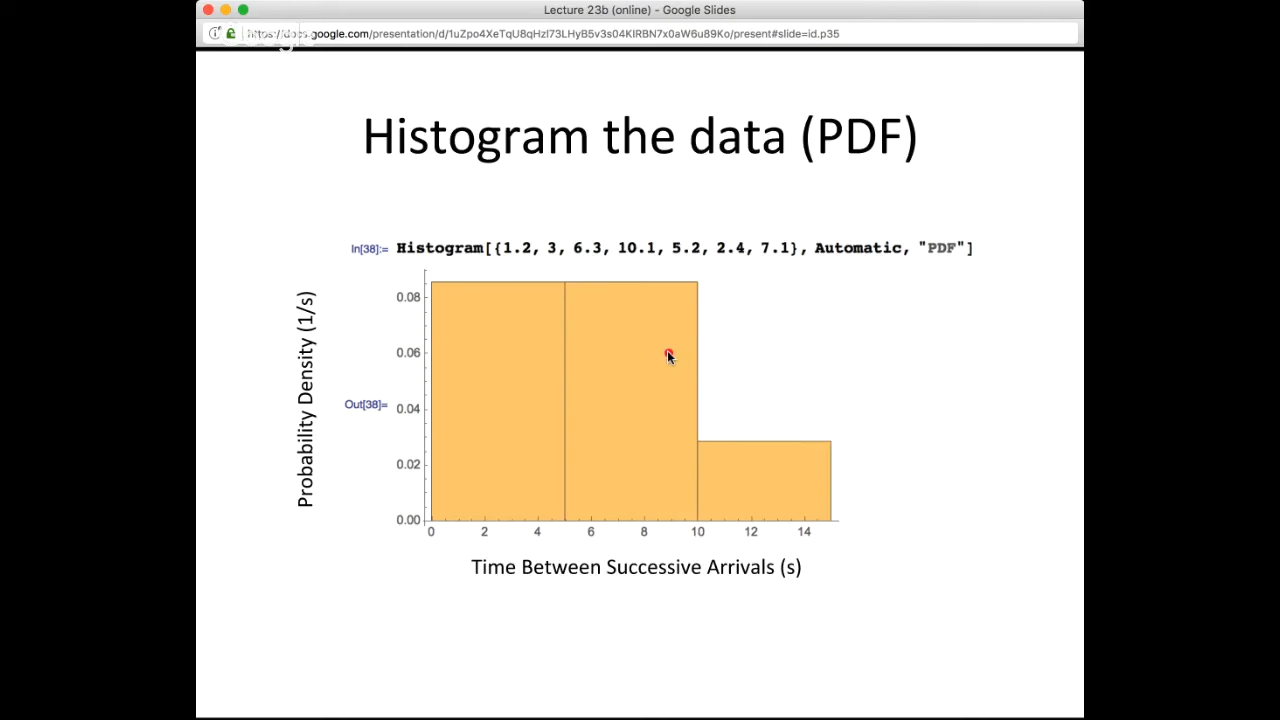 Lecture 23b (online) - Google Slides
https://docs.google.com/presentation/d/1uZpo4XeTqU8qHzl73LHyB5v3s04KIRBN7x0aW6u89Ko/present#slide=id.p35
Google
Histogram the data (PDF)
In[38]:= Histogram[{1.2, 3, 6.3, 10.1, 5.2, 2.4, 7.1}, Automatic, "PDF"]
Probability Density (1/s)
0.08
0.06
Out[38]=
0.04
0.02
0.00
0 2 4 6 8 10 12 14
Time Between Successive Arrivals (s)